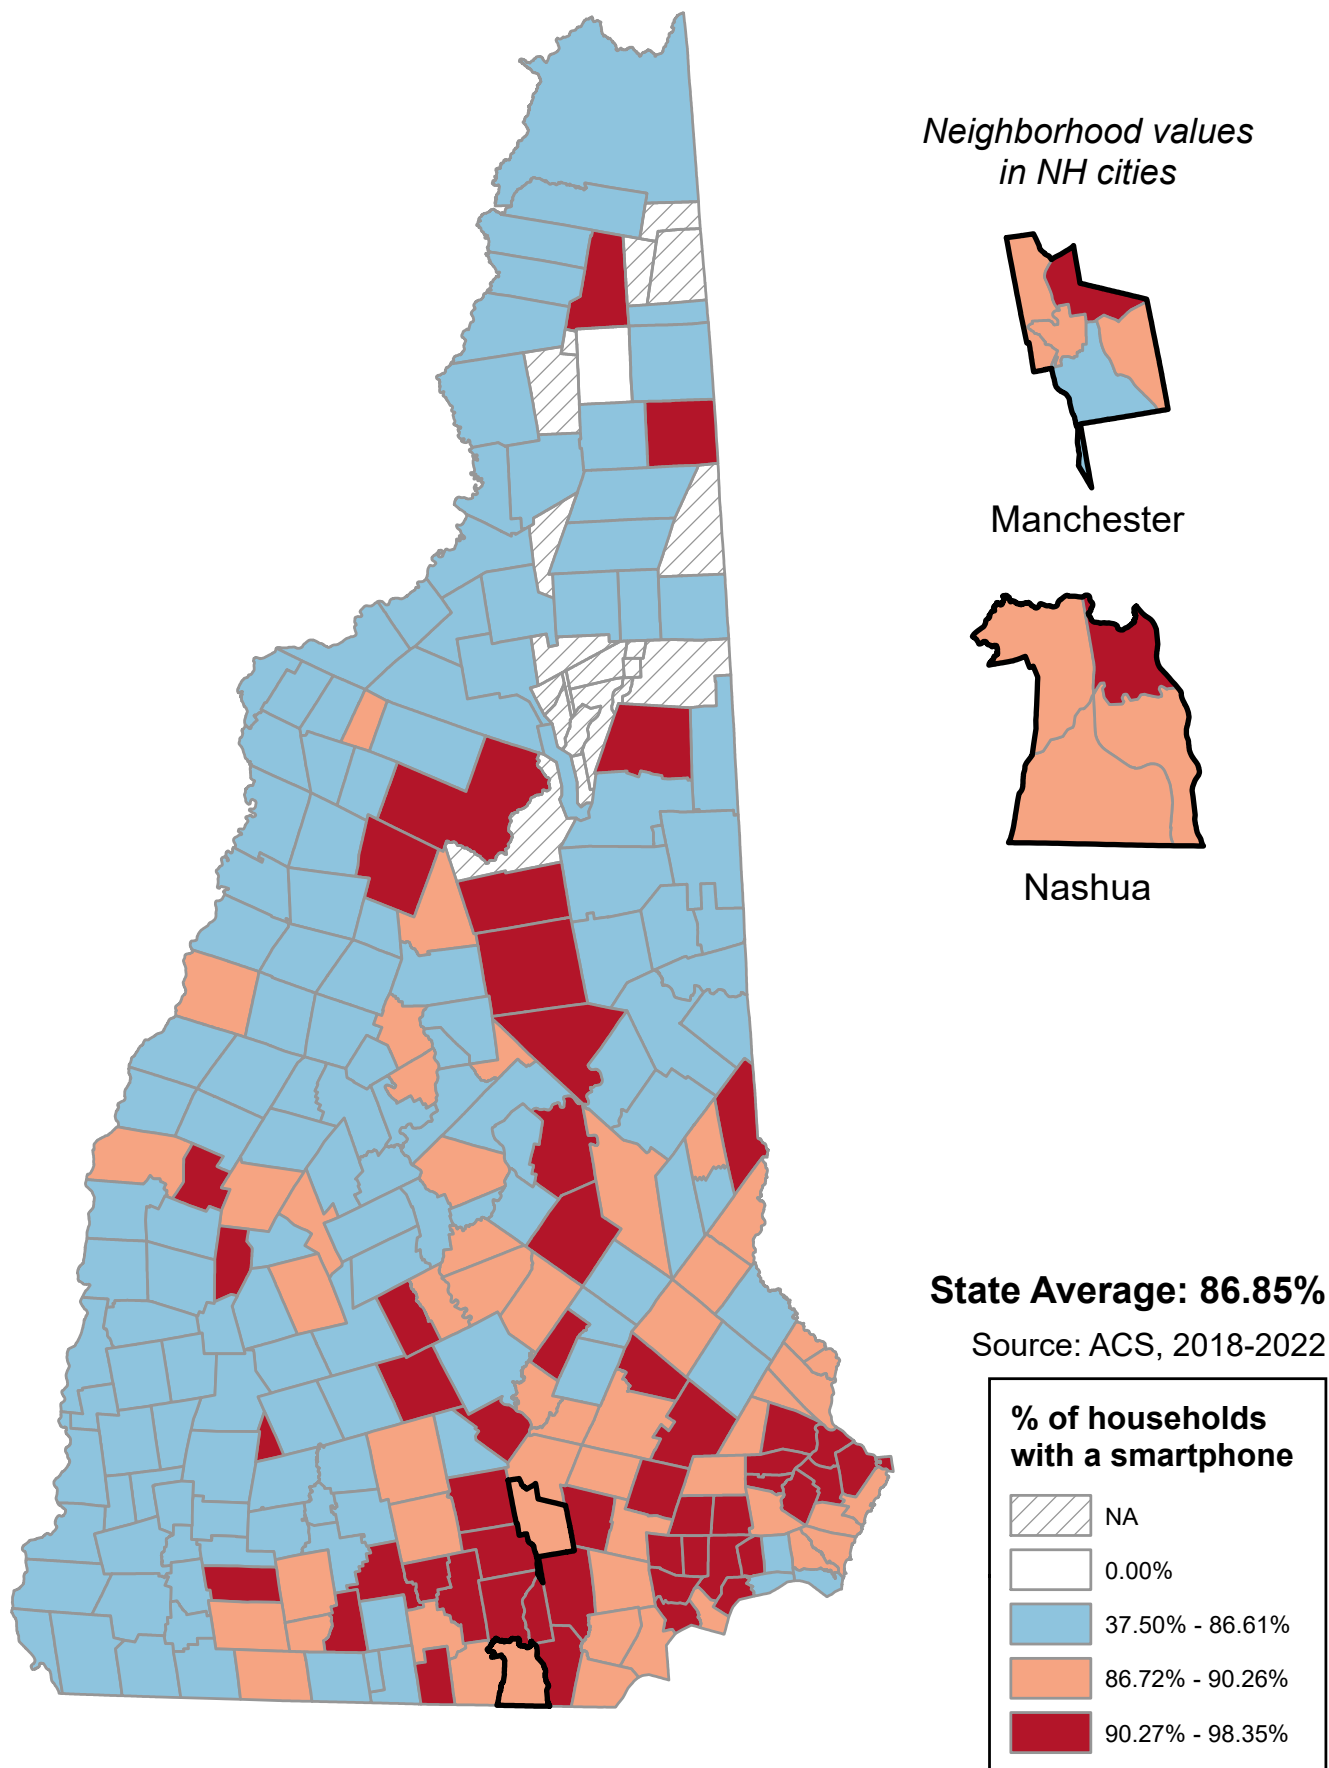 Neighborhood values
in NH cities
Manchester
Nashua
State Average: 86.85%
Source: ACS, 2018-2022
% of households
with a smartphone
NA
0.00%
37.50% - 86.61%
86.72% - 90.26%
90.27% - 98.35%